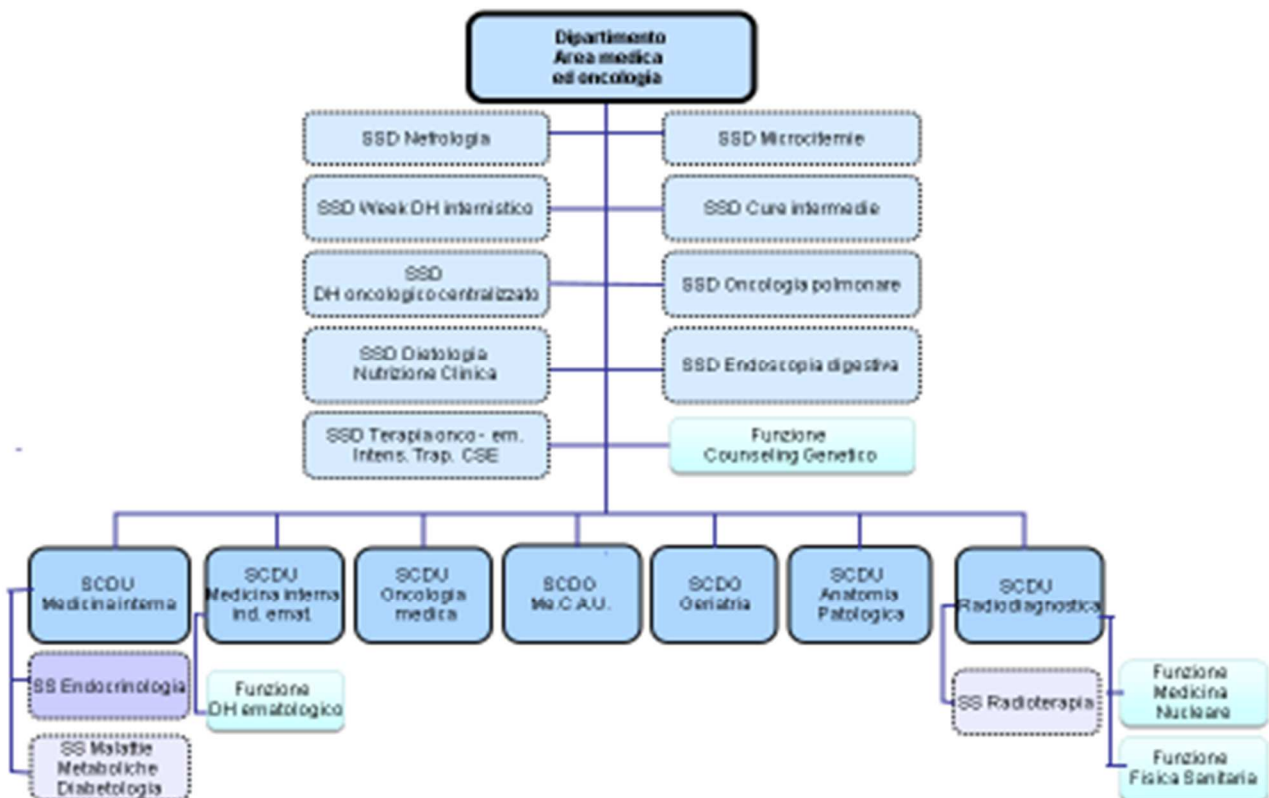 Dipartimento
Area medica
ed oncologia
SSD Nefrologia
SSD Microcitemie
SSD Week DH internistico
SSD Cure intermedie
SSD
DH oncologico centralizzato
SSD Oncologia polmonare
SSD Dietologia
Nutrizione Clinica
SSD Endoscopia digestiva
SSD Terapia onco - em.
Intens. Trap. CSE
Funzione
Counseling Genetico
SCDU
Medicina interna
SCDU
Medicina interna
ind. emat.
SCDU
Oncologia
medica
SCDO
Me.C.A.U.
SCDO
Geriatria
SCDU
Anatomia
Patologica
SCDU
Radiodiagnostica
SS Endocrinologia
Funzione
DH ematologico
SS Radioterapia
Funzione
Medicina
Nucleare
SS Malattie
Metaboliche
Diabetologia
Funzione
Fisica Sanitaria